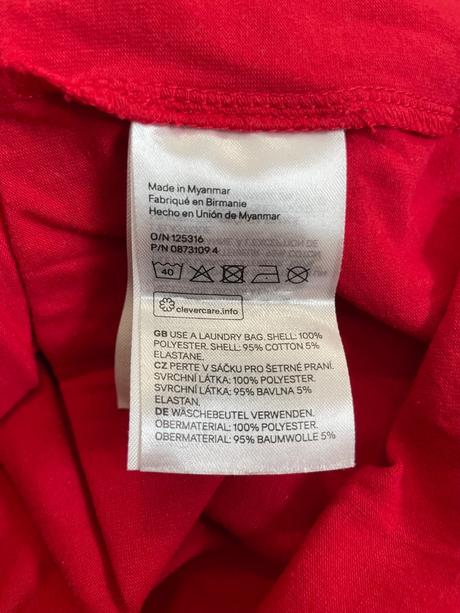 Made in Myanmar
Fabriqué en Birmanie
Hecho en Unión de Myanmar
O/N 125316
P/N 0873109 4
40
clevercare.info
GB USE A LAUNDRY BAG. SHELL: 100%
POLYESTER. SHELL: 95% COTTON 5%
ELASTANE.
CZ PERTE V SÁČKU PRO ŠETRNÉ PRANÍ.
SVRCHNÍ LÁTKA: 100% POLYESTER.
SVRCHNÍ LÁTKA: 95% BAVLNA 5%
ELASTAN.
DE WÄSCHEBEUTEL VERWENDEN.
OBERMATERIAL: 100% POLYESTER.
OBERMATERIAL: 95% BAUMWOLLE 5%